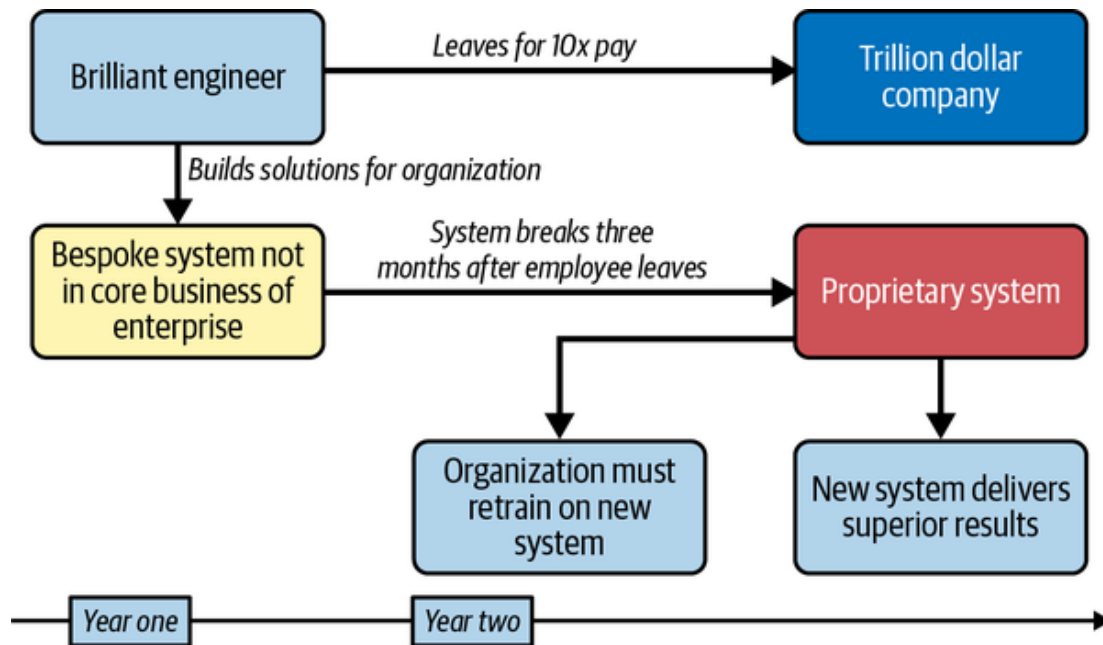 Brilliant engineer
Leaves for 10x pay
Trillion dollar
company
Builds solutions for organization
Bespoke system not
in core business of
enterprise
System breaks three
months after employee leaves
Proprietary system
Organization must
retrain on new
system
New system delivers
superior results
Year one
Year two